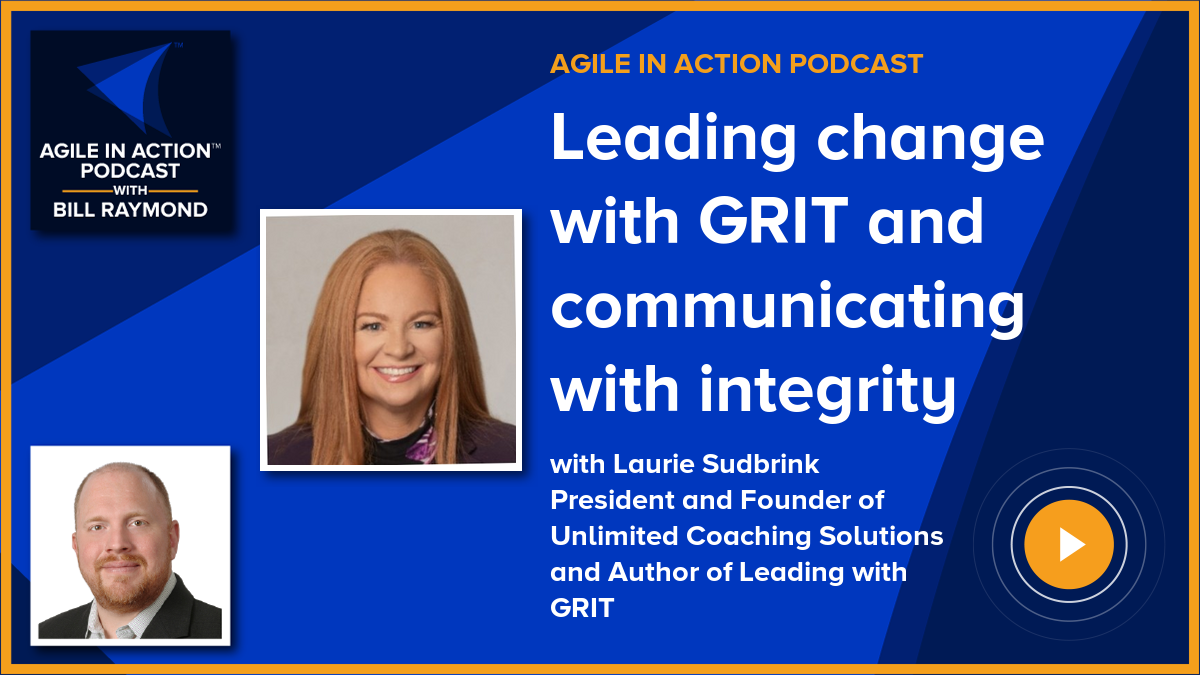 AGILE IN ACTION™
PODCAST
WITH
BILL RAYMOND
AGILE IN ACTION PODCAST
Leading change
with GRIT and
communicating
with integrity
with Laurie Sudbrink
President and Founder of
Unlimited Coaching Solutions
and Author of Leading with
GRIT